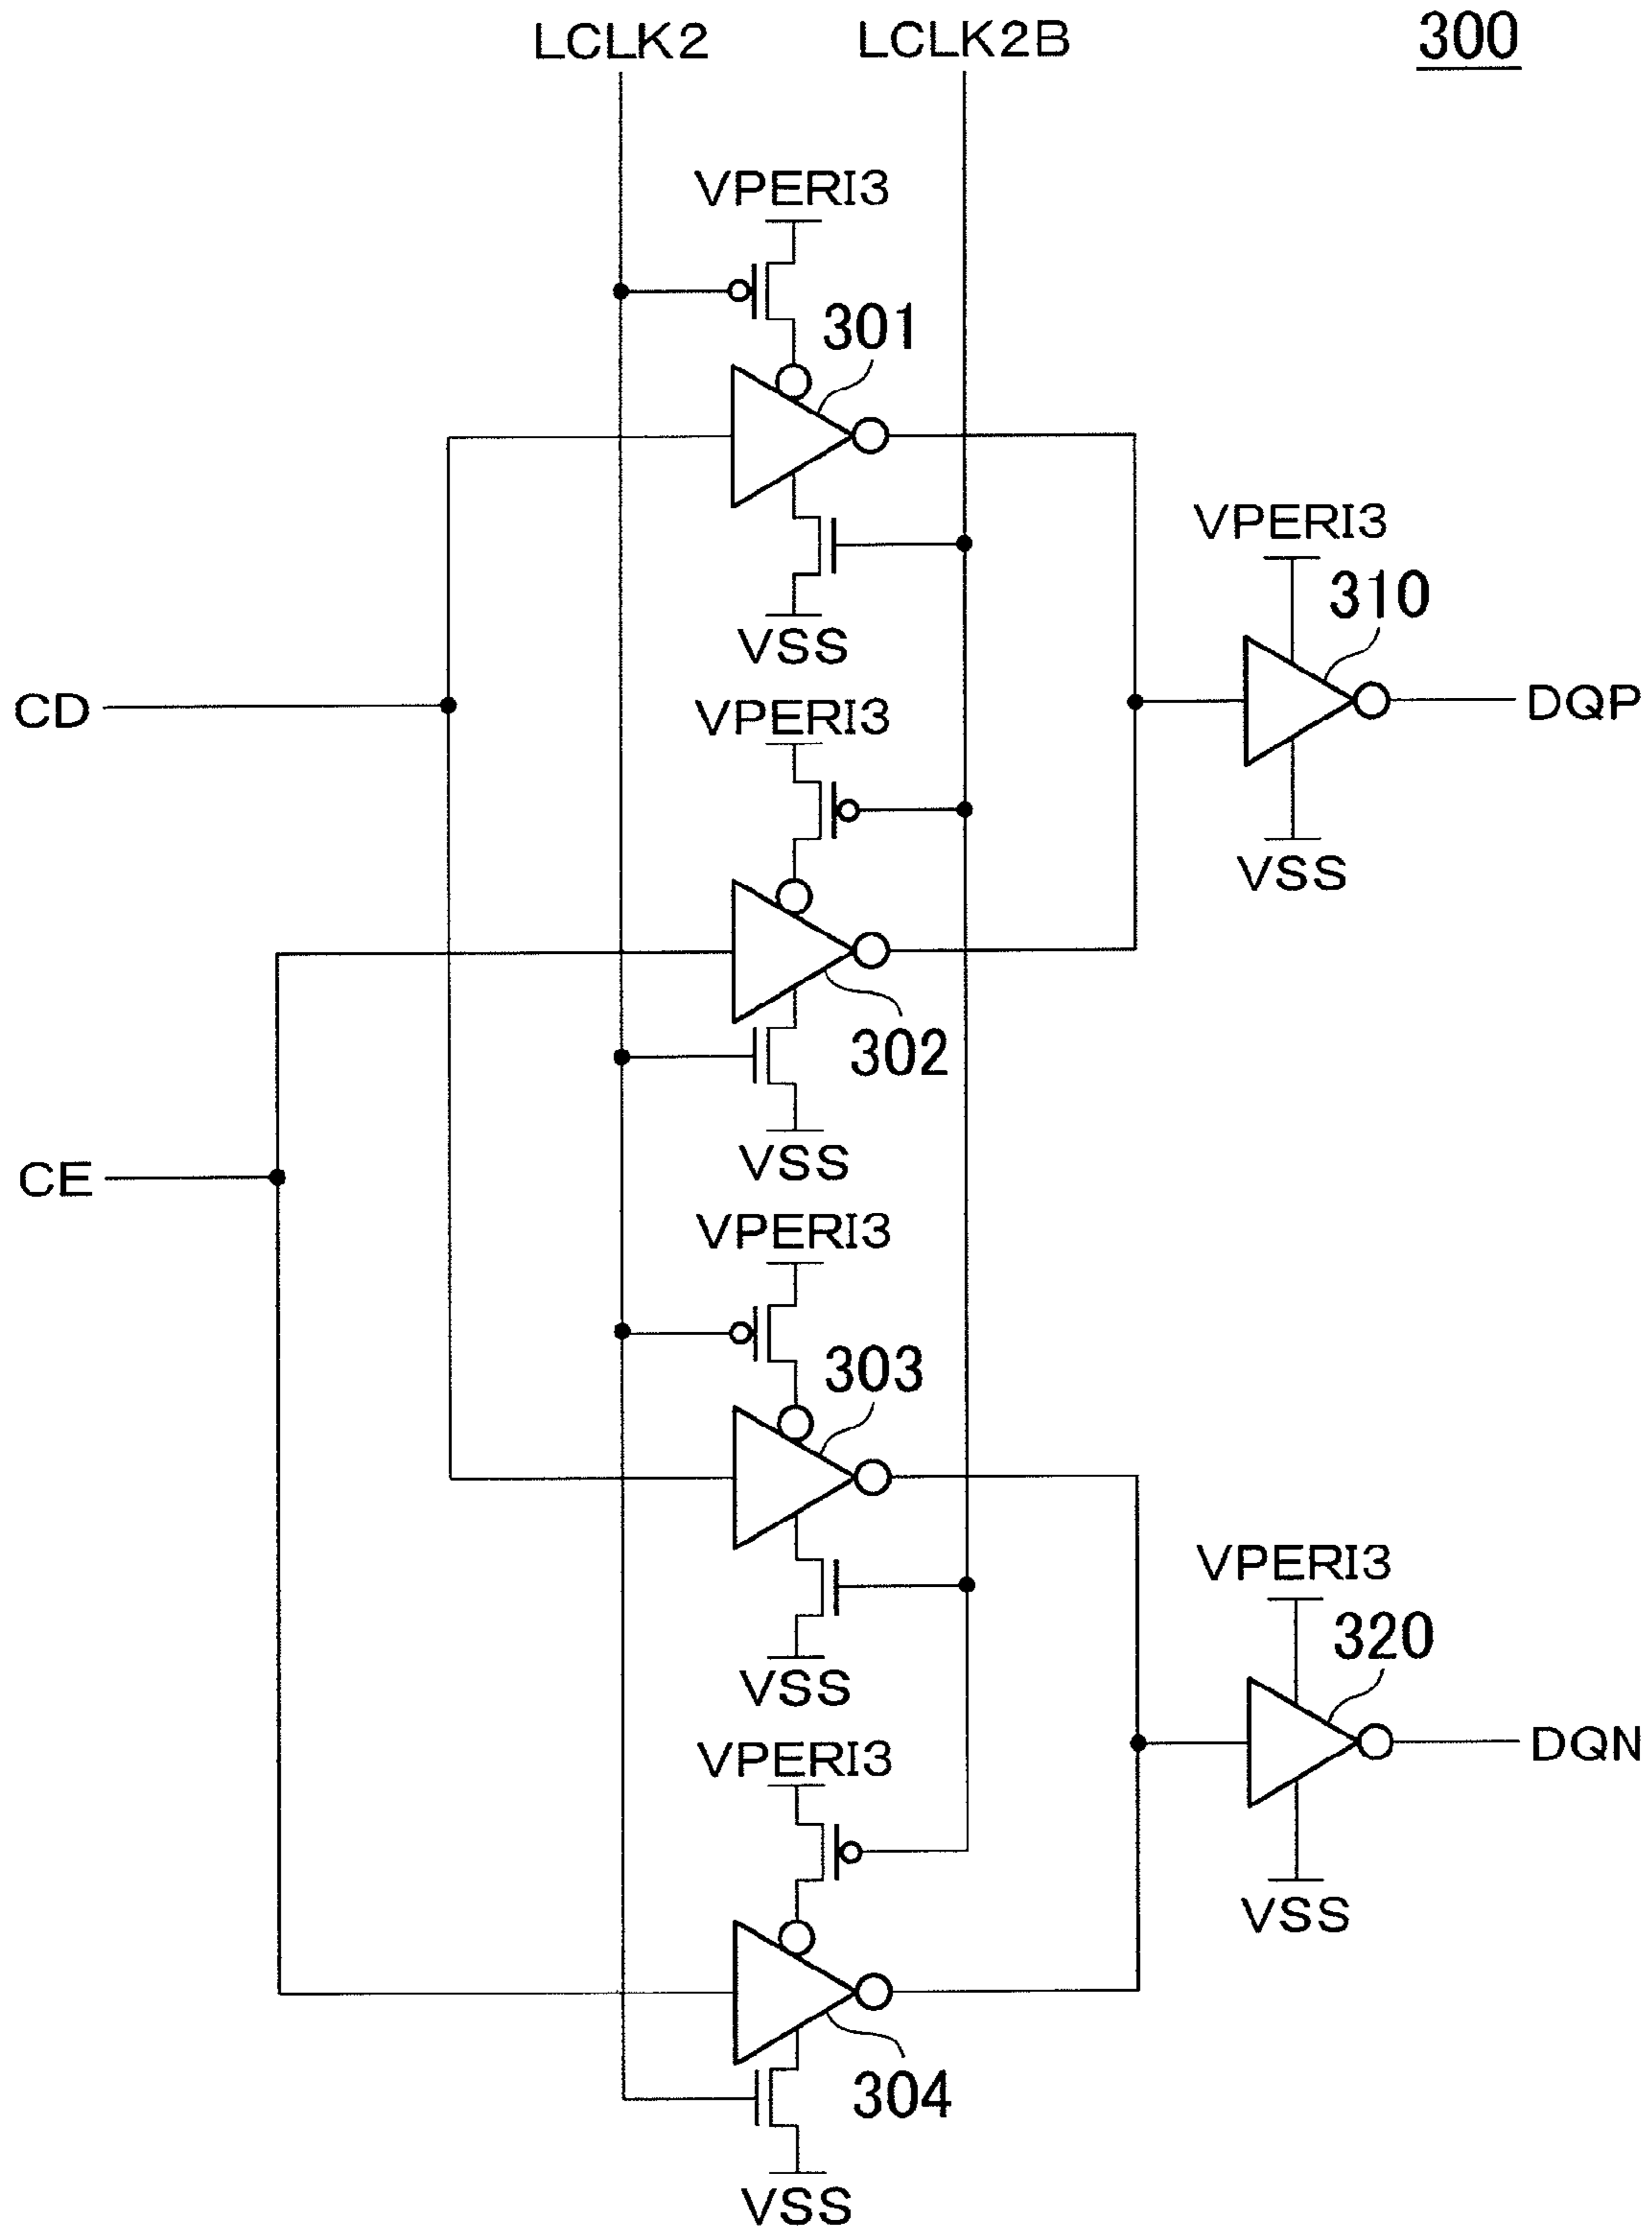 LCLK2 LCLK2B 300
VPERI3
301
VSS
VPERI3
310
VSS
DQP
CD
VPERI3
302
VSS
CE
VPERI3
303
VSS
VPERI3
320
VSS
DQN
VPERI3
304
VSS